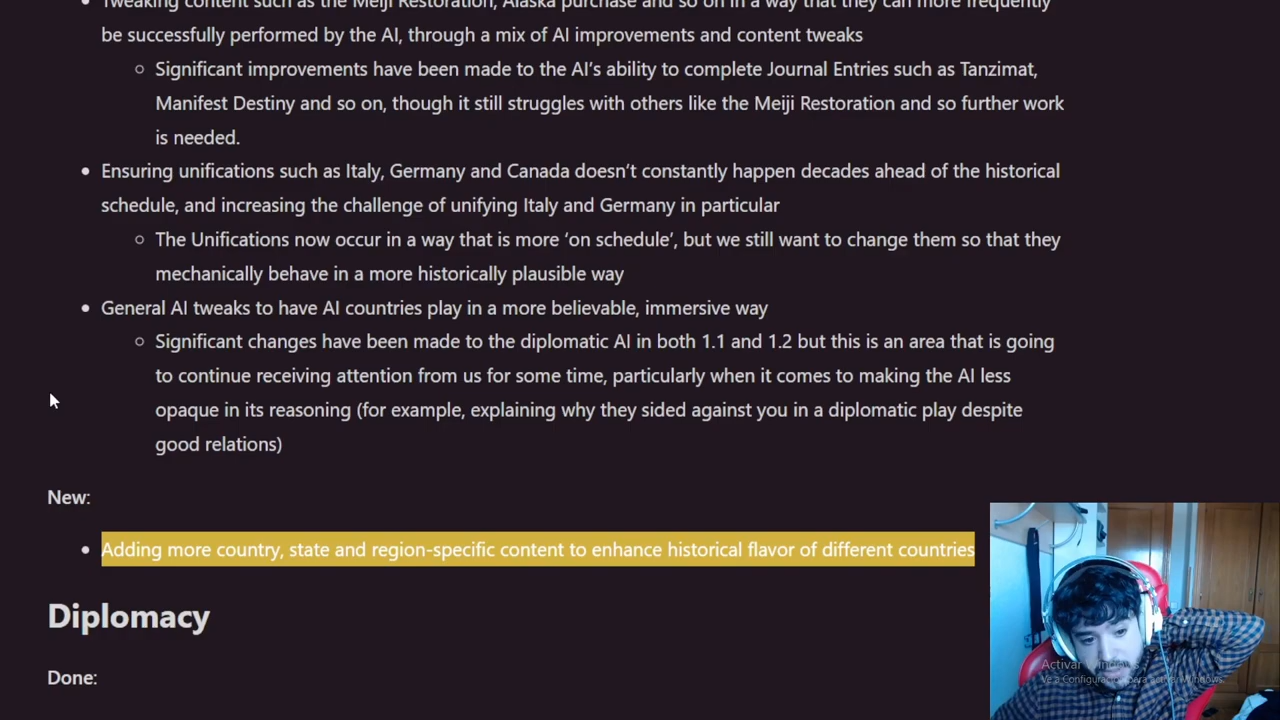 Tweaking content such as the Meiji Restoration, Alaska purchase and so on in a way that they can more frequently
be successfully performed by the AI, through a mix of AI improvements and content tweaks
Significant improvements have been made to the AI's ability to complete Journal Entries such as Tanzimat,
Manifest Destiny and so on, though it still struggles with others like the Meiji Restoration and so further work
is needed.
Ensuring unifications such as Italy, Germany and Canada doesn't constantly happen decades ahead of the historical
schedule, and increasing the challenge of unifying Italy and Germany in particular
The Unifications now occur in a way that is more ‘on schedule’, but we still want to change them so that they
mechanically behave in a more historically plausible way
General AI tweaks to have AI countries play in a more believable, immersive way
Significant changes have been made to the diplomatic AI in both 1.1 and 1.2 but this is an area that is going
to continue receiving attention from us for some time, particularly when it comes to making the AI less
opaque in its reasoning (for example, explaining why they sided against you in a diplomatic play despite
good relations)
New:
Adding more country, state and region-specific content to enhance historical flavor of different countries
Diplomacy
Done:
Activar Windows
Ve a Configuración para activar Windows.